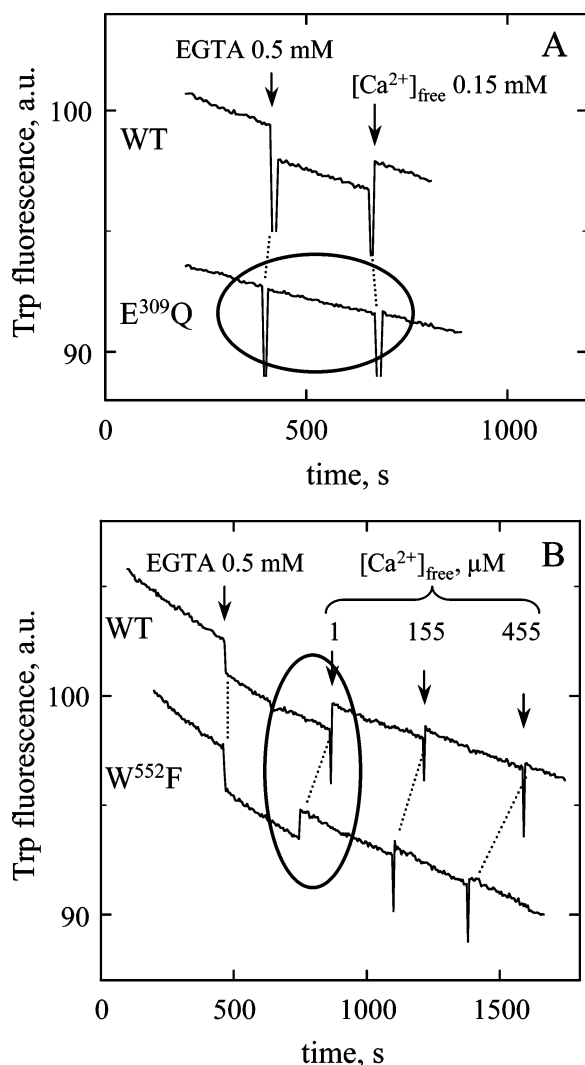 A
EGTA 0.5 mM
[Ca²⁺]free 0.15 mM
100
WT
E³⁰⁹Q
90
Trp fluorescence, a.u.
0 500 1000
time, s
B
EGTA 0.5 mM
[Ca²⁺]free, μM
WT
1 155 455
100
W⁵⁵²F
90
Trp fluorescence, a.u.
0 500 1000 1500
time, s